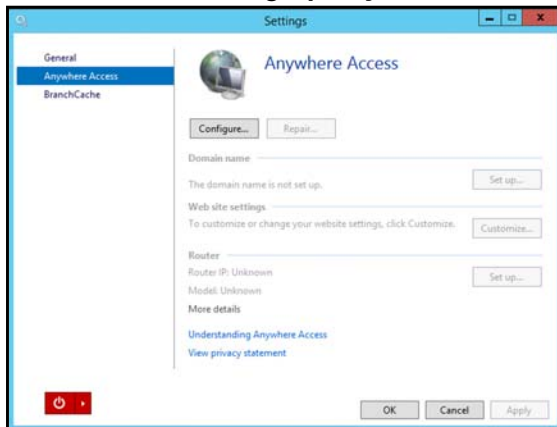 Settings
General
Anywhere Access
BranchCache
Anywhere Access
Configure...
Repair...
Domain name
The domain name is not set up.
Set up...
Web site settings
To customize or change your website settings, click Customize.
Customize...
Router
Router IP: Unknown
Set up...
Model: Unknown
More details
Understanding Anywhere Access
View privacy statement
OK
Cancel
Apply